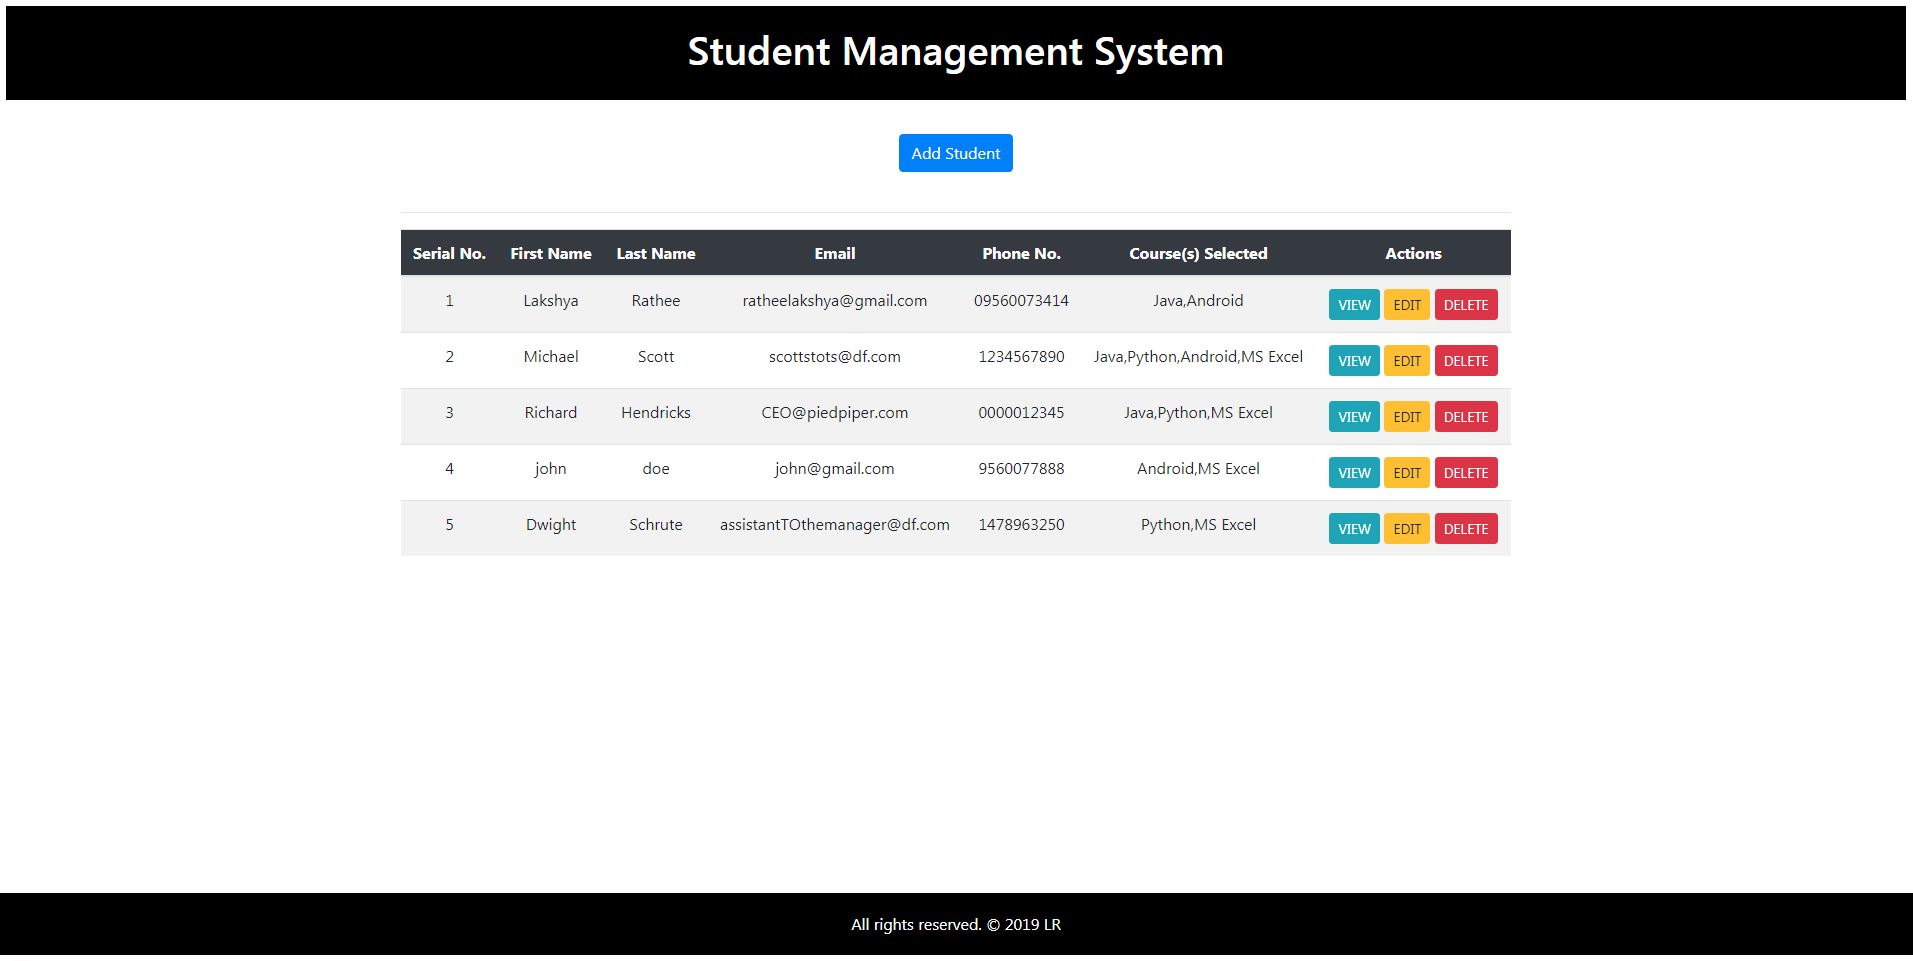 Student Management System
Add Student
Serial No. First Name Last Name Email Phone No. Course(s) Selected Actions
1 Lakshya Rathee ratheelakshya@gmail.com 09560073414 Java,Android VIEW EDIT DELETE
2 Michael Scott scottstots@df.com 1234567890 Java,Python,Android,MS Excel VIEW EDIT DELETE
3 Richard Hendricks CEO@piedpiper.com 0000012345 Java,Python,MS Excel VIEW EDIT DELETE
4 john doe john@gmail.com 9560077888 Android,MS Excel VIEW EDIT DELETE
5 Dwight Schrute assistantTOthemanager@df.com 1478963250 Python,MS Excel VIEW EDIT DELETE
All rights reserved. © 2019 LR